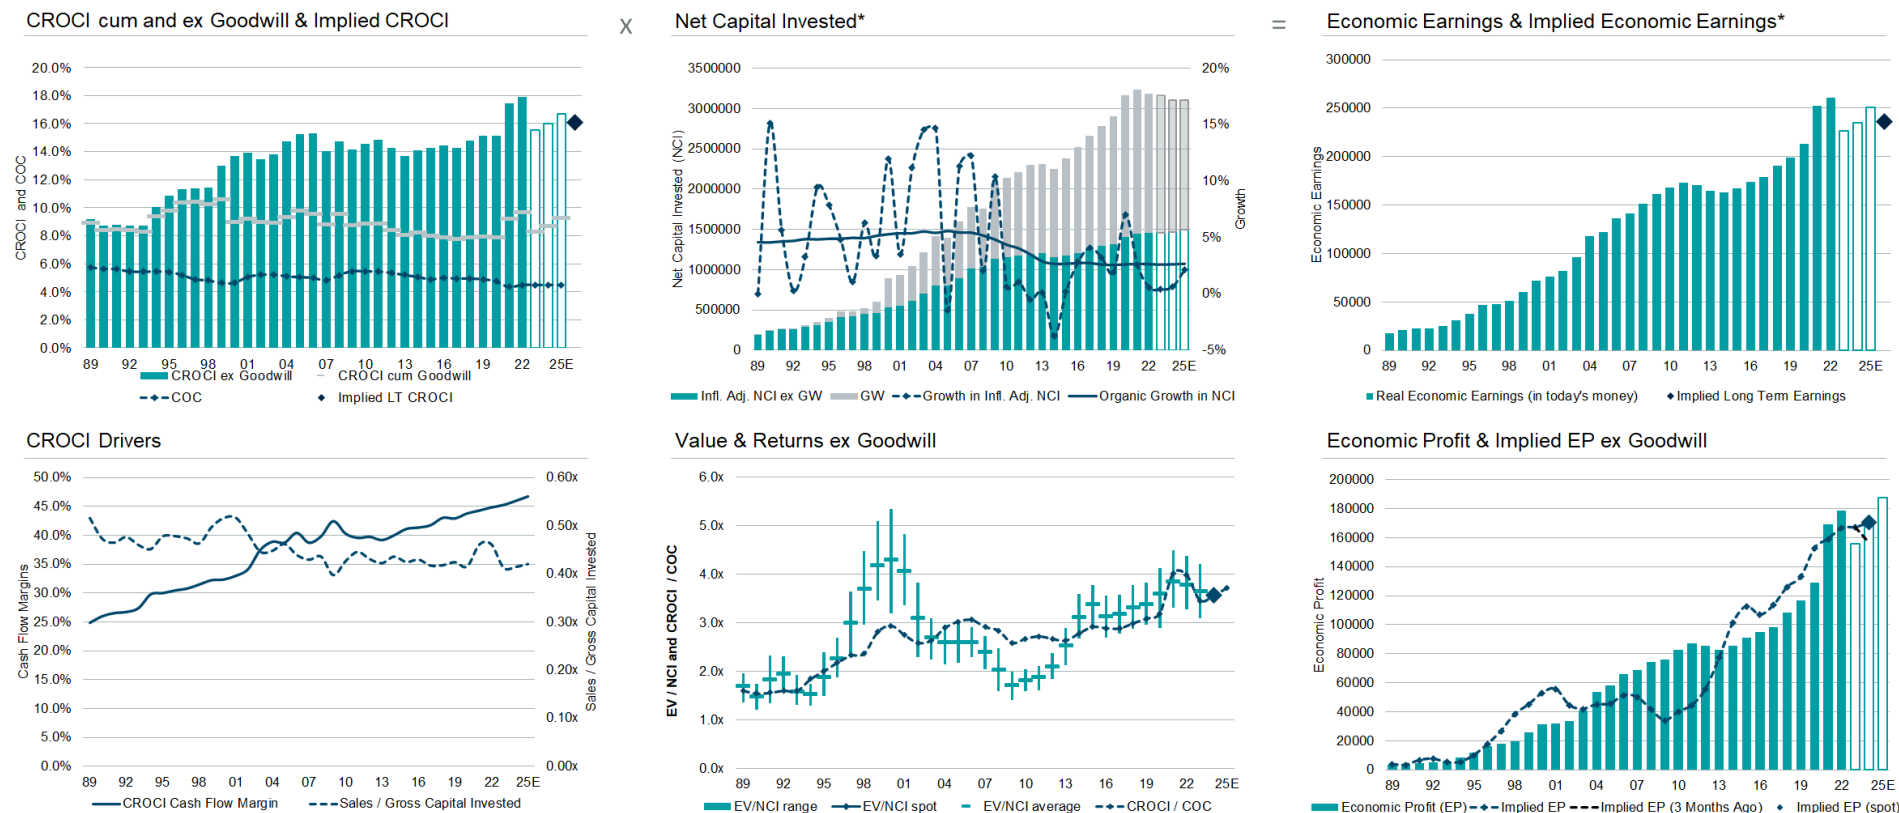 CROCI cum and ex Goodwill & Implied CROCI
20.0%
18.0%
16.0%
14.0%
12.0%
10.0%
8.0%
6.0%
4.0%
2.0%
0.0%
CROCI and COC
89 92 95 98 01 04 07 10 13 16 19 22 25E
CROCI ex Goodwill CROCI cum Goodwill
COC Implied LT CROCI
x
Net Capital Invested*
3500000 20%
3000000 15%
2500000
2000000 10%
1500000 5%
1000000
500000 0%
0 -5%
Net Capital Invested (NCI)
Growth
89 92 95 98 01 04 07 10 13 16 19 22 25E
Infl. Adj. NCI ex GW GW Growth in Infl. Adj. NCI Organic Growth in NCI
=
Economic Earnings & Implied Economic Earnings*
300000
250000
200000
150000
100000
50000
0
Economic Earnings
89 92 95 98 01 04 07 10 13 16 19 22 25E
Real Economic Earnings (in today's money) Implied Long Term Earnings
CROCI Drivers
50.0% 0.60x
45.0%
40.0% 0.50x
35.0% 0.40x
30.0%
25.0% 0.30x
20.0% 0.20x
15.0%
10.0% 0.10x
5.0%
0.0% 0.00x
Cash Flow Margins
Sales / Gross Capital Invested
89 92 95 98 01 04 07 10 13 16 19 22 25E
CROCI Cash Flow Margin Sales / Gross Capital Invested
Value & Returns ex Goodwill
6.0x
5.0x
4.0x
3.0x
2.0x
1.0x
0.0x
EV / NCI and CROCI / COC
89 92 95 98 01 04 07 10 13 16 19 22 25E
EV/NCI range EV/NCI spot EV/NCI average CROCI / COC
Economic Profit & Implied EP ex Goodwill
200000
180000
160000
140000
120000
100000
80000
60000
40000
20000
0
Economic Profit
89 92 95 98 01 04 07 10 13 16 19 22 25E
Economic Profit (EP) Implied EP Implied EP (3 Months Ago) Implied EP (spot)